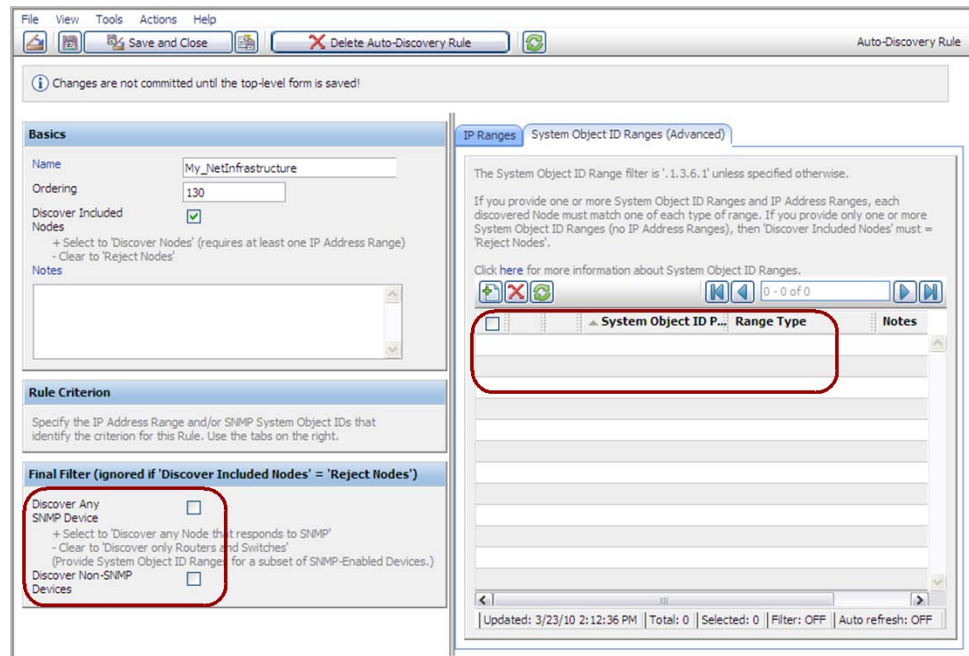 File View Tools Actions Help
Save and Close
Delete Auto-Discovery Rule
Auto-Discovery Rule
Changes are not committed until the top-level form is saved!
Basics
Name
My_NetInfrastructure
Ordering
130
Discover Included
Nodes
+ Select to 'Discover Nodes' (requires at least one IP Address Range)
- Clear to 'Reject Nodes'
Notes
Rule Criterion
Specify the IP Address Range and/or SNMP System Object IDs that
identify the criterion for this Rule. Use the tabs on the right.
Final Filter (ignored if 'Discover Included Nodes' = 'Reject Nodes')
Discover Any
SNMP Device
+ Select to 'Discover any Node that responds to SNMP'
- Clear to 'Discover only Routers and Switches'
(Provide System Object ID Ranges for a subset of SNMP-Enabled Devices.)
Discover Non-SNMP
Devices
IP Ranges
System Object ID Ranges (Advanced)
The System Object ID Range filter is '.1.3.6.1' unless specified otherwise.
If you provide one or more System Object ID Ranges and IP Address Ranges, each
discovered Node must match one of each type of range. If you provide only one or more
System Object ID Ranges (no IP Address Ranges), then 'Discover Included Nodes' must =
'Reject Nodes'.
Click here for more information about System Object ID Ranges.
0 - 0 of 0
System Object ID P... Range Type Notes
Updated: 3/23/10 2:12:36 PM Total: 0 Selected: 0 Filter: OFF Auto refresh: OFF